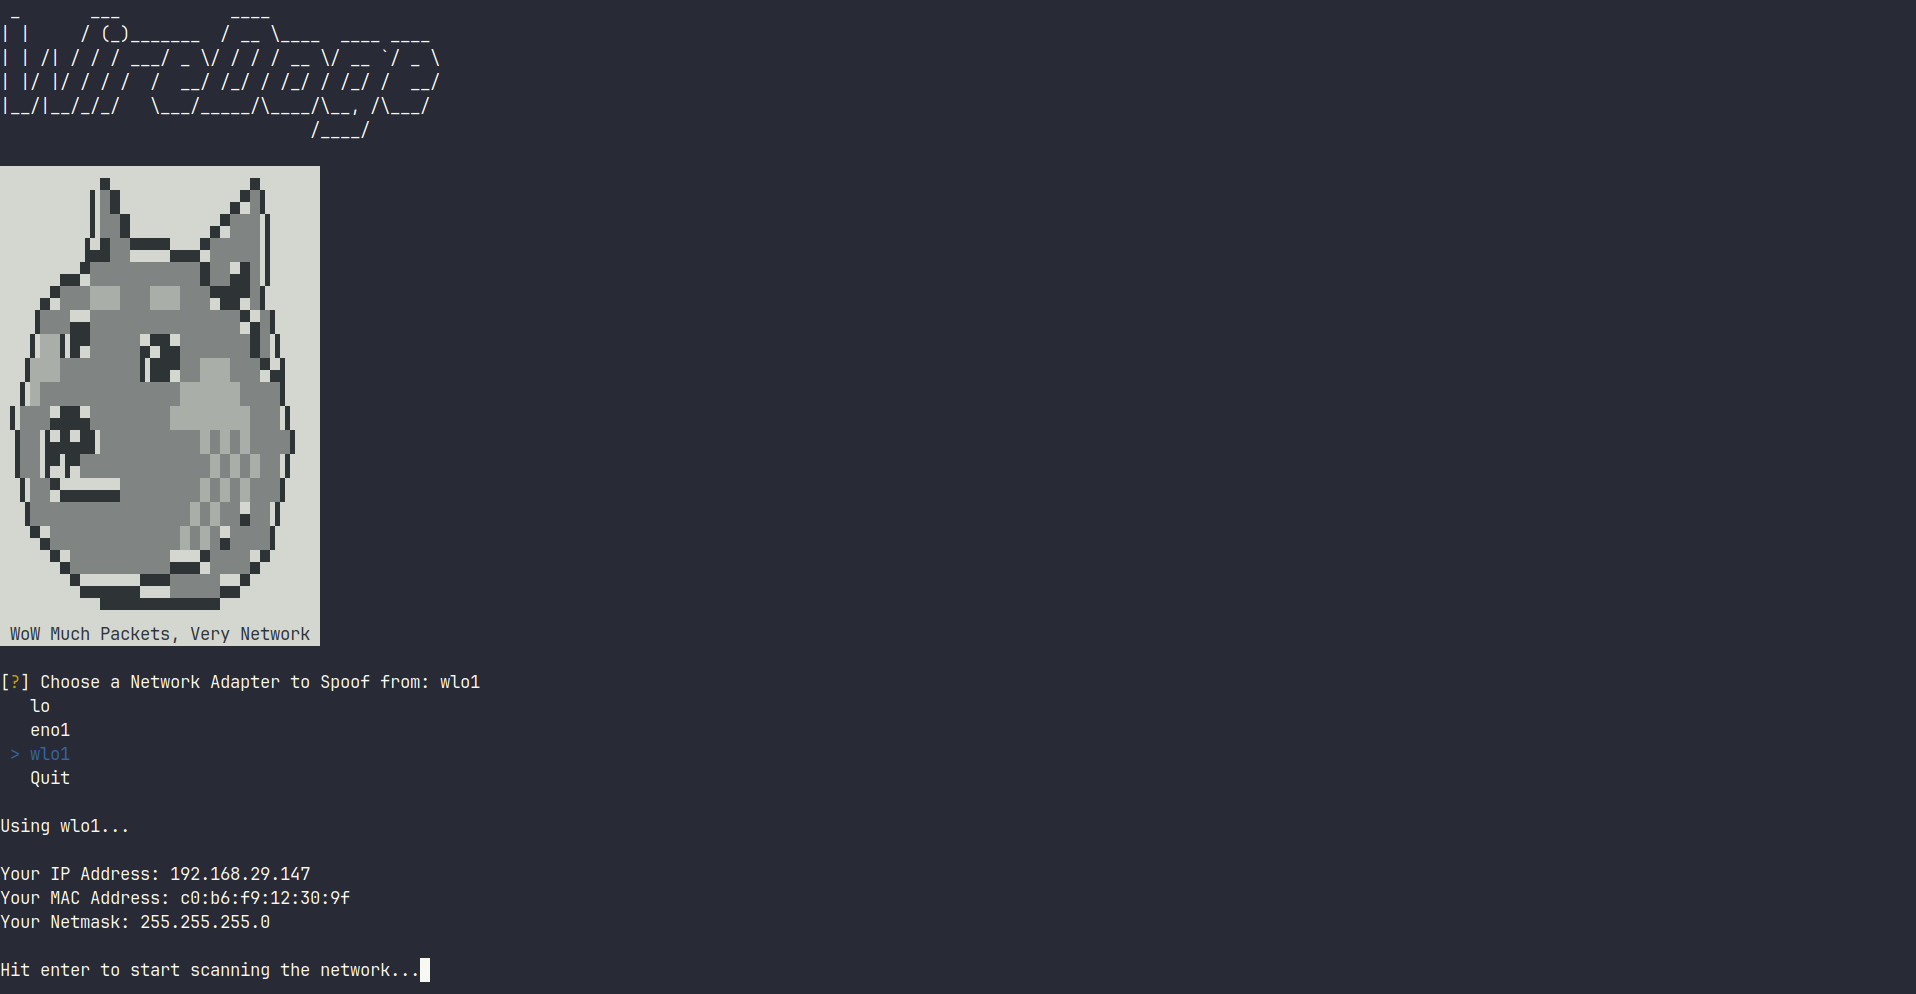 WireDoge
WoW Much Packets, Very Network
[?] Choose a Network Adapter to Spoof from: wlo1
lo
eno1
> wlo1
Quit
Using wlo1...
Your IP Address: 192.168.29.147
Your MAC Address: c0:b6:f9:12:30:9f
Your Netmask: 255.255.255.0
Hit enter to start scanning the network...